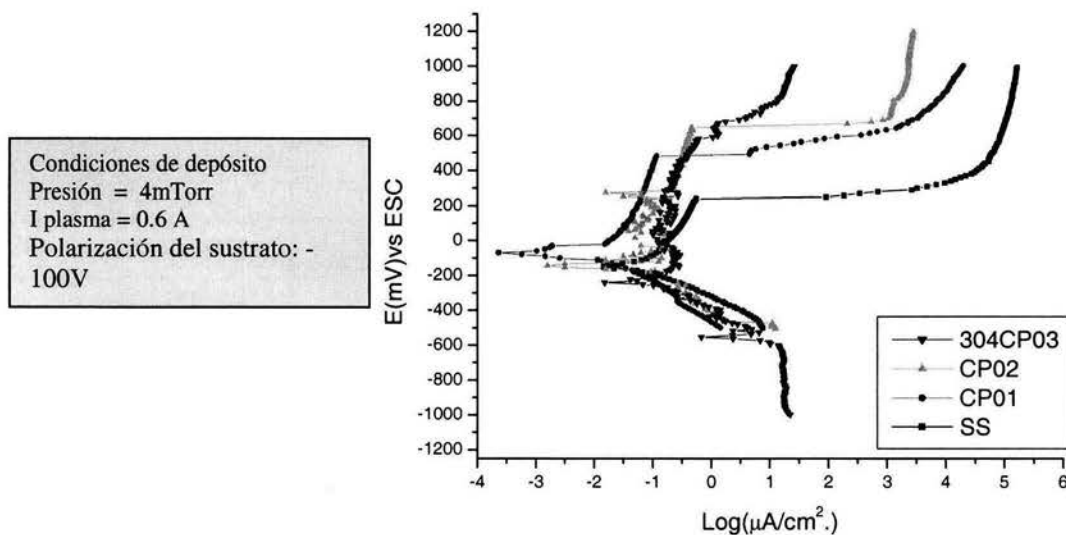 Condiciones de depósito
Presión = 4mTorr
I plasma = 0.6 A
Polarización del sustrato: -
100V
E(mV)vs ESC
1200
1000
800
600
400
200
0
-200
-400
-600
-800
-1000
-1200
304CP03
CP02
CP01
SS
-4
-3
-2
-1
0
1
2
3
4
5
6
Log(µA/cm².)